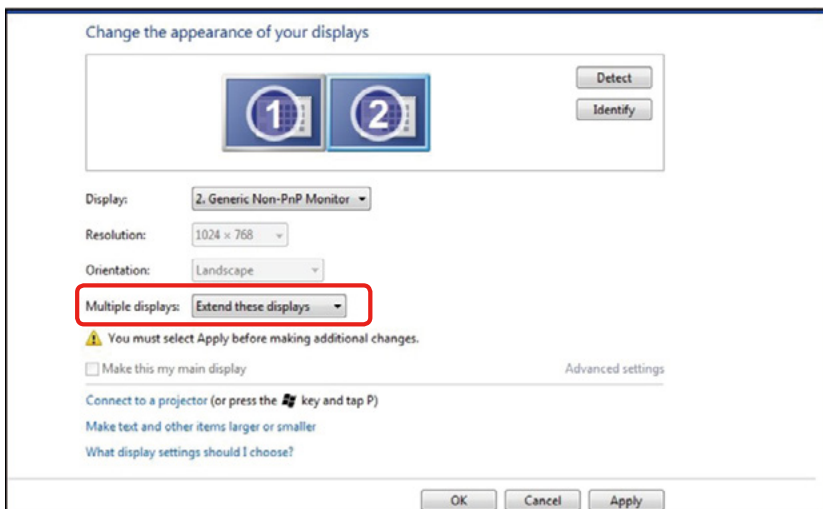 Change the appearance of your displays
1 2
Detect
Identify
Display: 2. Generic Non-PnP Monitor
Resolution: 1024 × 768
Orientation: Landscape
Multiple displays: Extend these displays
You must select Apply before making additional changes.
Make this my main display Advanced settings
Connect to a projector (or press the key and tap P)
Make text and other items larger or smaller
What display settings should I choose?
OK Cancel Apply